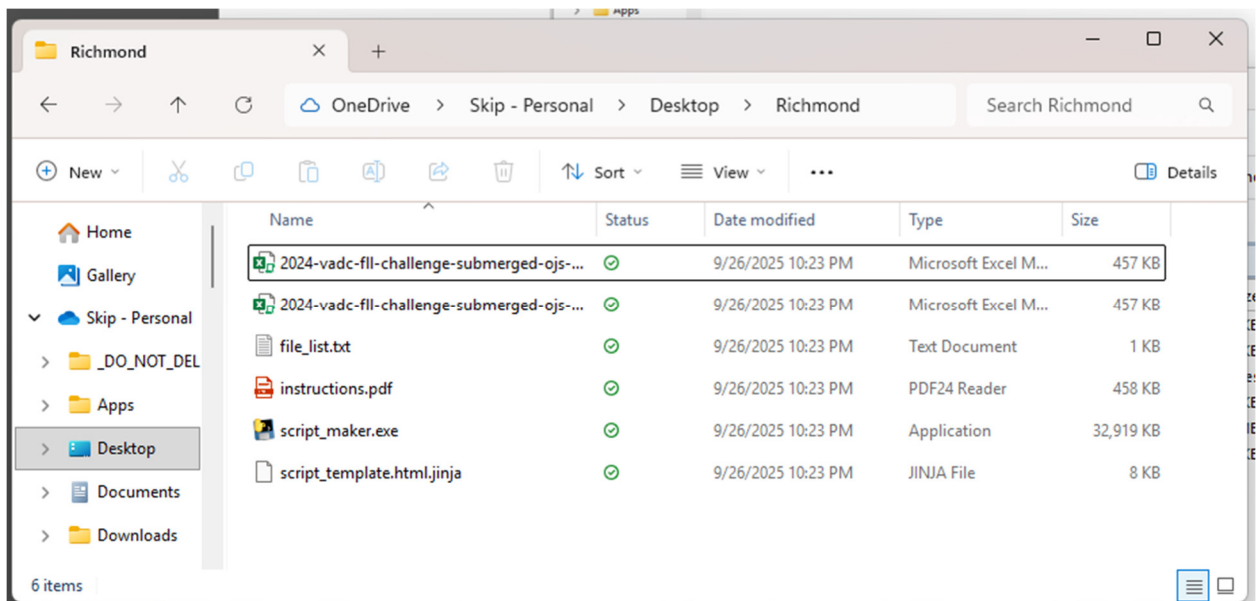 Apps
Richmond
OneDrive > Skip - Personal > Desktop > Richmond
Search Richmond
New
Sort
View
Details
Home
Gallery
Skip - Personal
_DO_NOT_DEL
Apps
Desktop
Documents
Downloads
Name Status Date modified Type Size
2024-vadc-fll-challenge-submerged-ojs-... 9/26/2025 10:23 PM Microsoft Excel M... 457 KB
2024-vadc-fll-challenge-submerged-ojs-... 9/26/2025 10:23 PM Microsoft Excel M... 457 KB
file_list.txt 9/26/2025 10:23 PM Text Document 1 KB
instructions.pdf 9/26/2025 10:23 PM PDF24 Reader 458 KB
script_maker.exe 9/26/2025 10:23 PM Application 32,919 KB
script_template.html.jinja 9/26/2025 10:23 PM JINJA File 8 KB
6 items